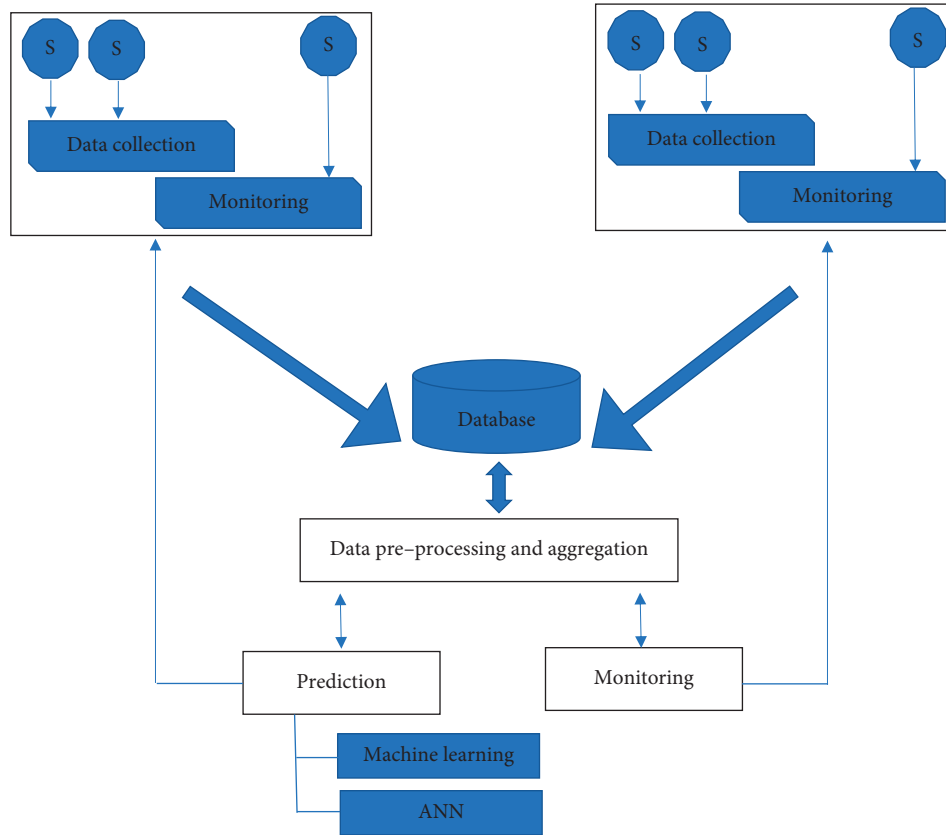 S
S
S
Data collection
Monitoring
S
S
S
Data collection
Monitoring
Database
Data pre–processing and aggregation
Prediction
Monitoring
Machine learning
ANN